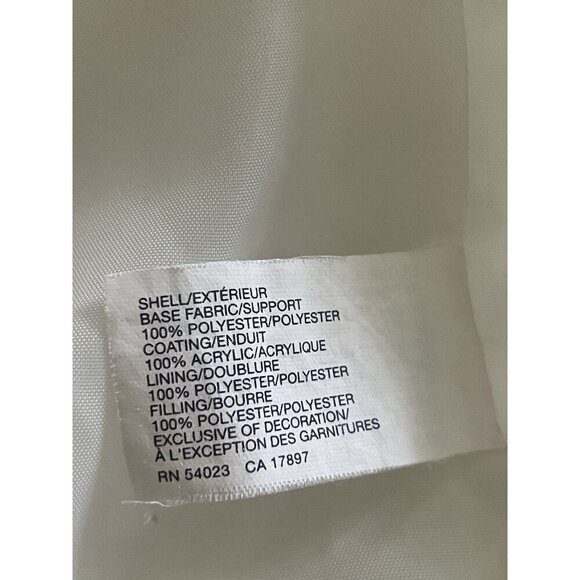 SHELL/EXTÉRIEUR
BASE FABRIC/SUPPORT
100% POLYESTER/POLYESTER
COATING/ENDUIT
100% ACRYLIC/ACRYLIQUE
LINING/DOUBLURE
100% POLYESTER/POLYESTER
FILLING/BOURRE
100% POLYESTER/POLYESTER
EXCLUSIVE OF DECORATION/
À L'EXCEPTION DES GARNITURES
RN 54023 CA 17897